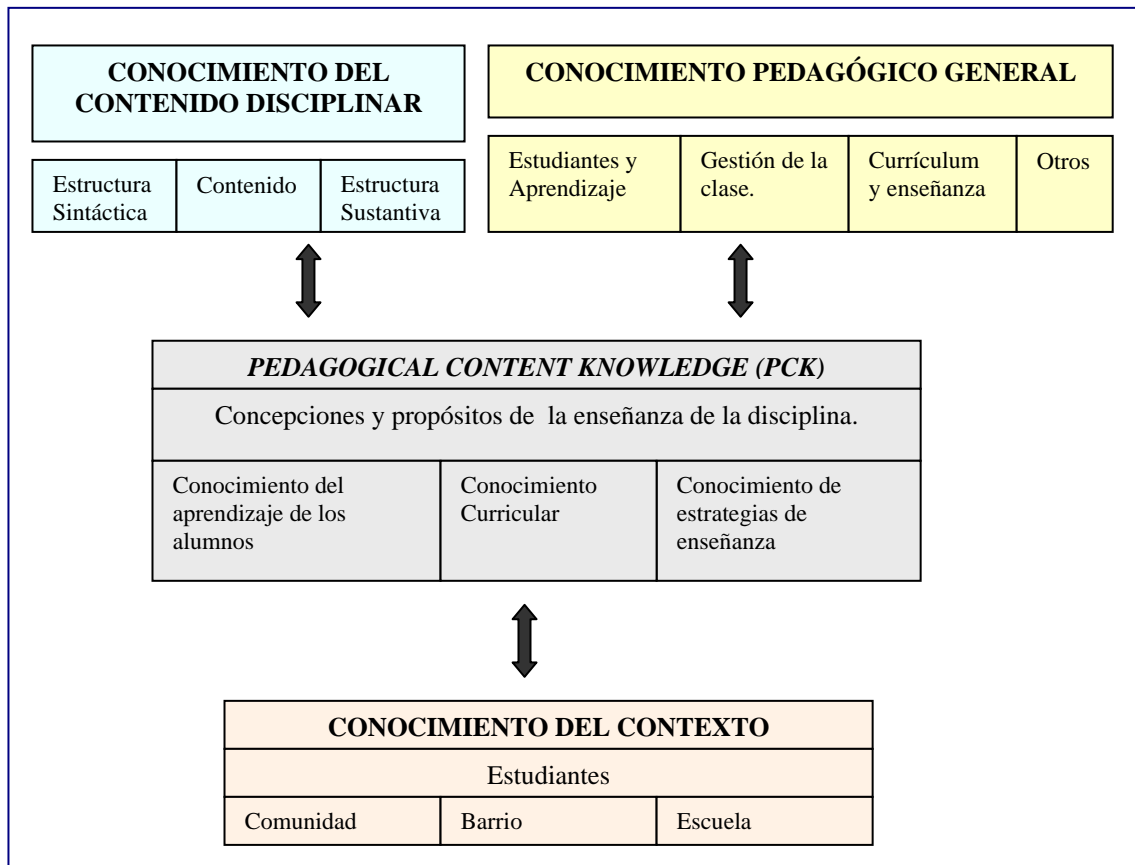 CONOCIMIENTO DEL
CONTENIDO DISCIPLINAR
Estructura
Sintáctica
Contenido
Estructura
Sustantiva
CONOCIMIENTO PEDAGÓGICO GENERAL
Estudiantes y
Aprendizaje
Gestión de la
clase.
Currículum
y enseñanza
Otros
PEDAGOGICAL CONTENT KNOWLEDGE (PCK)
Concepciones y propósitos de la enseñanza de la disciplina.
Conocimiento del
aprendizaje de los
alumnos
Conocimiento
Curricular
Conocimiento de
estrategias de
enseñanza
CONOCIMIENTO DEL CONTEXTO
Estudiantes
Comunidad
Barrio
Escuela